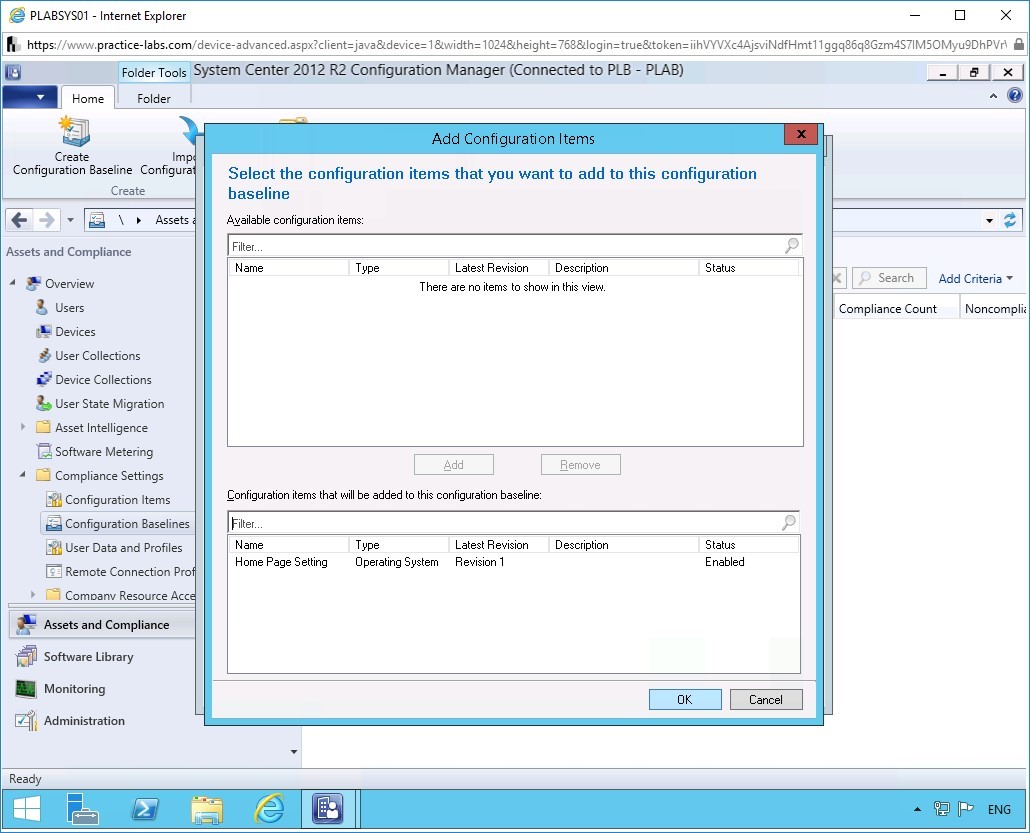 PLABSYS01 - Internet Explorer
https://www.practice-labs.com/device-advanced.aspx?client=java&device=1&width=1024&height=768&login=true&token=
Folder Tools System Center 2012 R2 Configuration Manager (Connected to PLB - PLAB)
Home Folder
Create
Configuration Baseline
Impo
Configurat
Create
\ Assets a
Assets and Compliance
Overview
Users
Devices
User Collections
Device Collections
User State Migration
Asset Intelligence
Software Metering
Compliance Settings
Configuration Items
Configuration Baselines
User Data and Profiles
Remote Connection Prof
Company Resource Acce
Assets and Compliance
Software Library
Monitoring
Administration
Add Configuration Items
Select the configuration items that you want to add to this configuration
baseline
Available configuration items:
Filter...
Name Type Latest Revision Description Status
There are no items to show in this view.
Add Remove
Configuration items that will be added to this configuration baseline:
Filter...
Name Type Latest Revision Description Status
Home Page Setting Operating System Revision 1 Enabled
OK Cancel
Search Add Criteria
Compliance Count Noncomplia
Ready
ENG